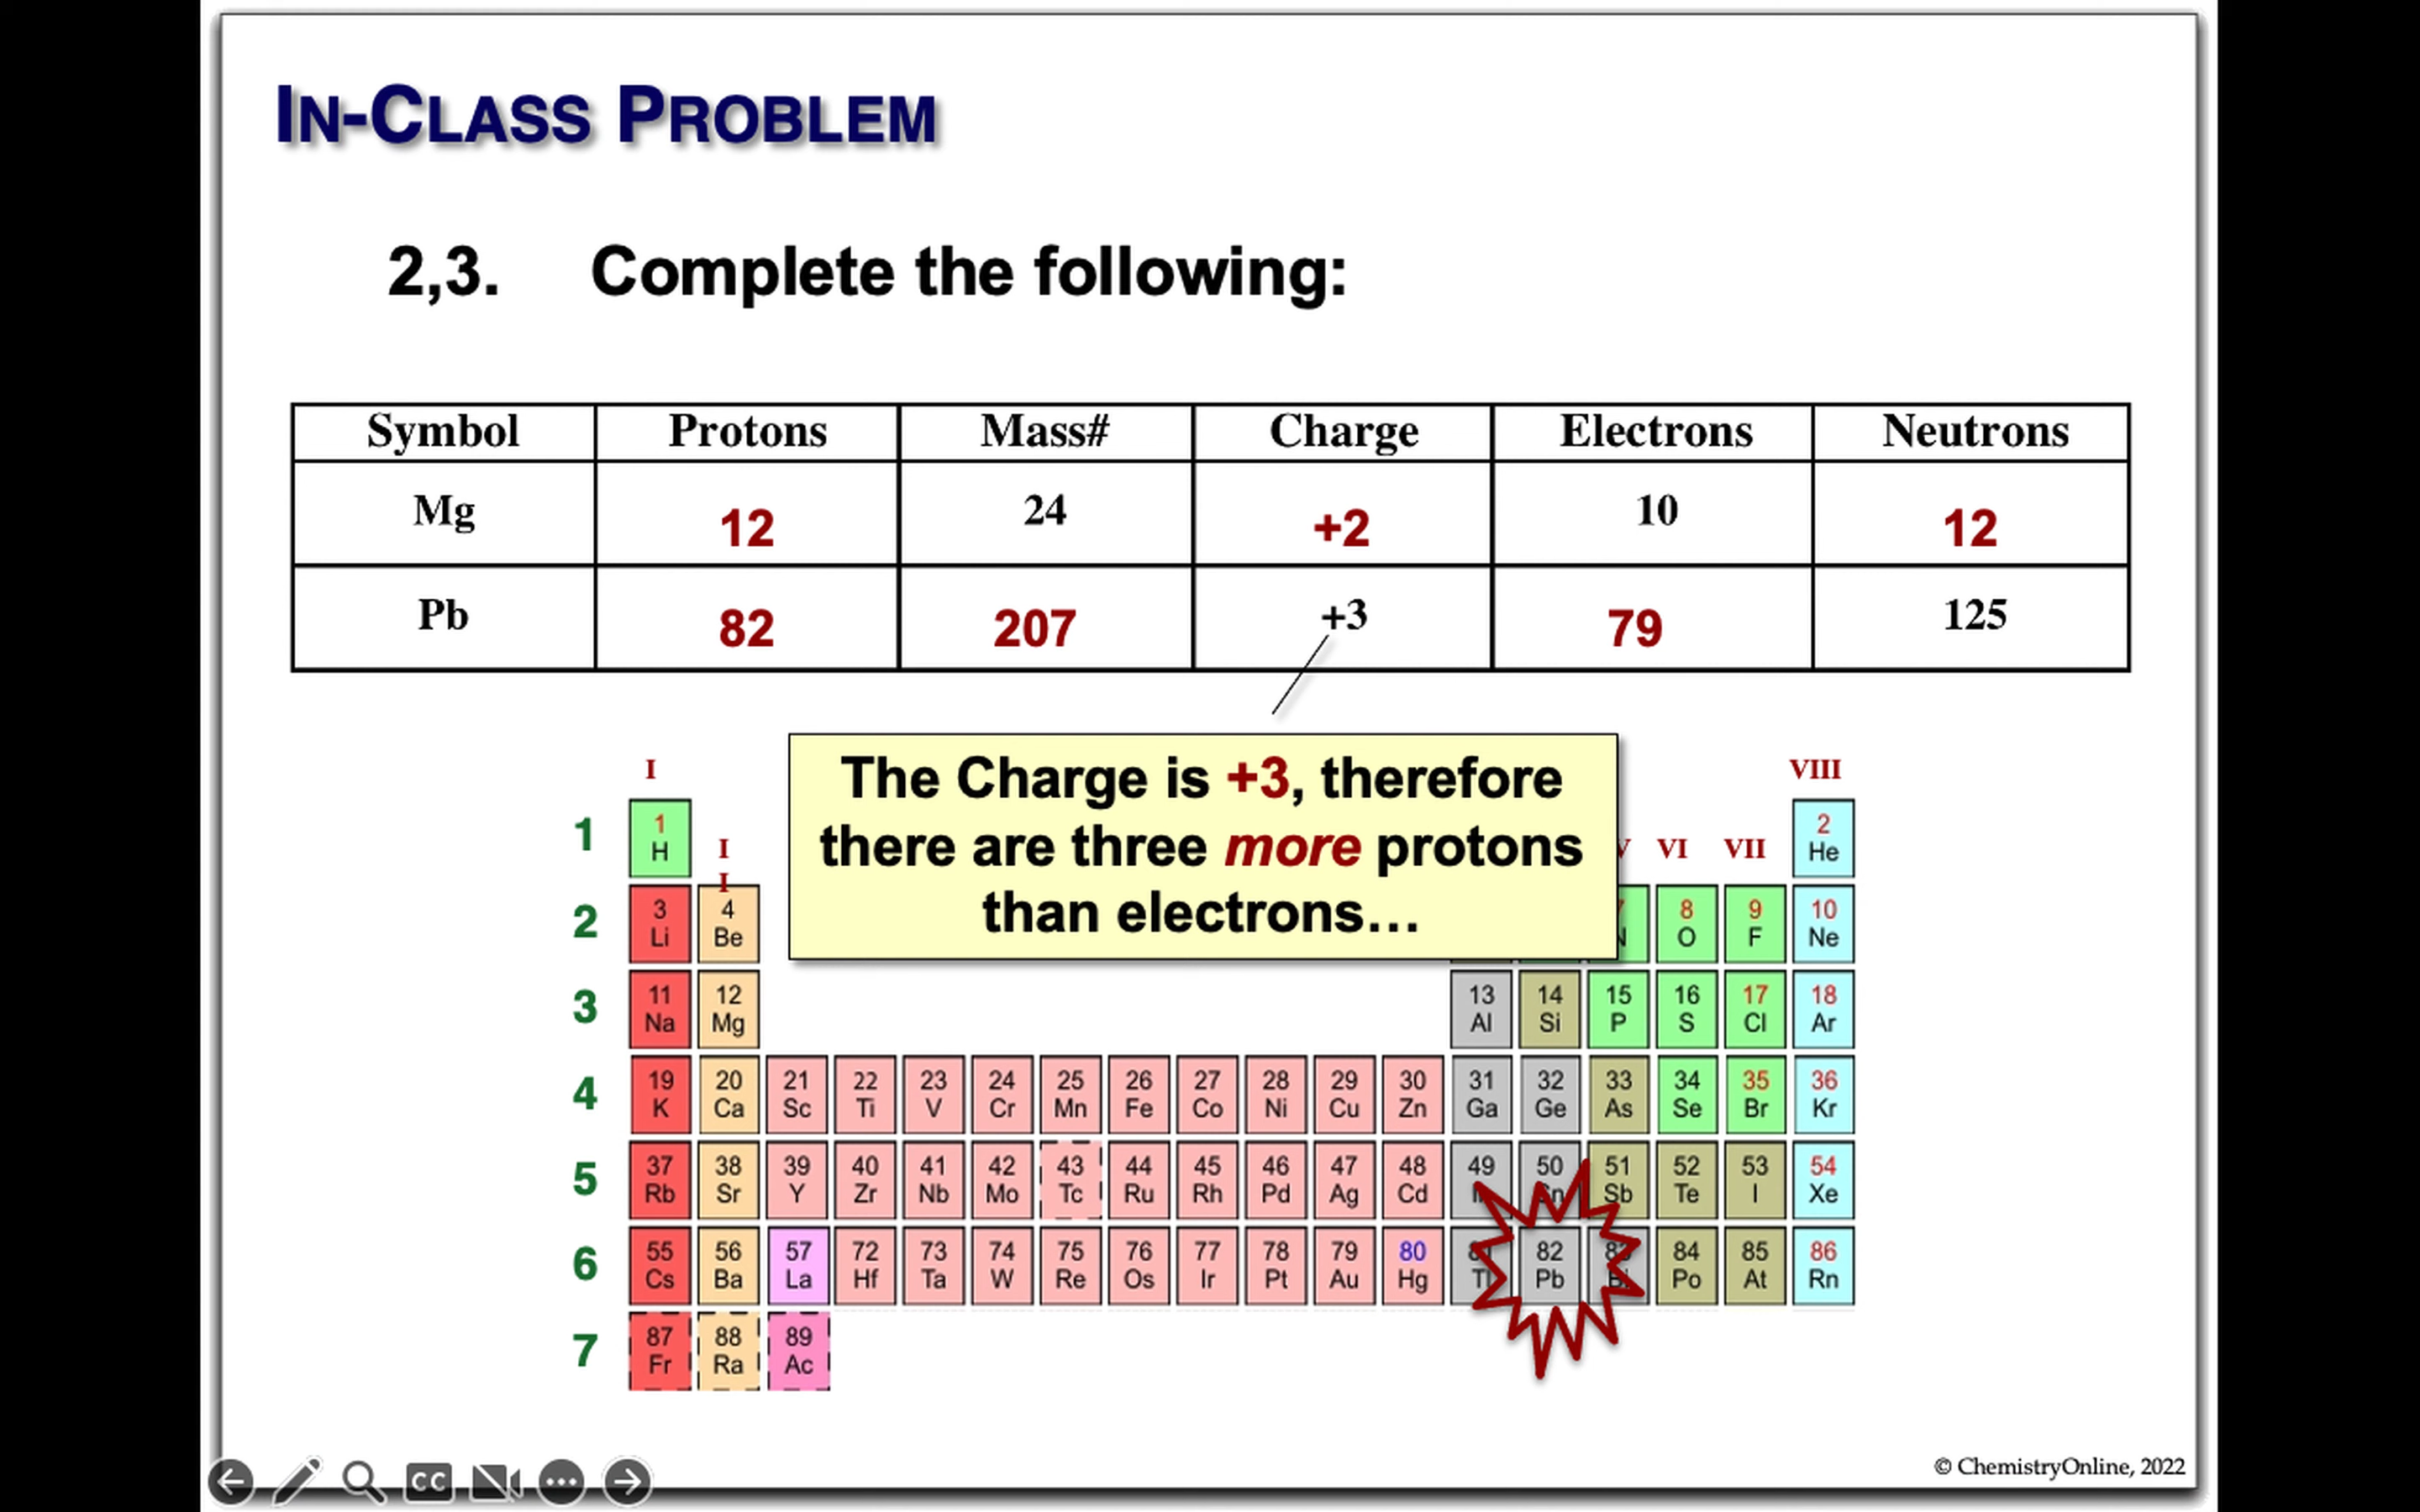 IN-CLASS PROBLEM
2,3. Complete the following:
Symbol Protons Mass# Charge Electrons Neutrons
Mg 12 24 +2 10 12
Pb 82 207 +3 79 125
The Charge is +3, therefore
there are three more protons
than electrons…
I VIII
I
I
V VI VII
1 1 H 2 He
2 3 Li 4 Be 8 O 9 F 10 Ne
3 11 Na 12 Mg 13 Al 14 Si 15 P 16 S 17 Cl 18 Ar
4 19 K 20 Ca 21 Sc 22 Ti 23 V 24 Cr 25 Mn 26 Fe 27 Co 28 Ni 29 Cu 30 Zn 31 Ga 32 Ge 33 As 34 Se 35 Br 36 Kr
5 37 Rb 38 Sr 39 Y 40 Zr 41 Nb 42 Mo 43 Tc 44 Ru 45 Rh 46 Pd 47 Ag 48 Cd 49 50 Sn 51 Sb 52 Te 53 I 54 Xe
6 55 Cs 56 Ba 57 La 72 Hf 73 Ta 74 W 75 Re 76 Os 77 Ir 78 Pt 79 Au 80 Hg 81 Tl 82 Pb 83 Bi 84 Po 85 At 86 Rn
7 87 Fr 88 Ra 89 Ac
CC
© ChemistryOnline, 2022